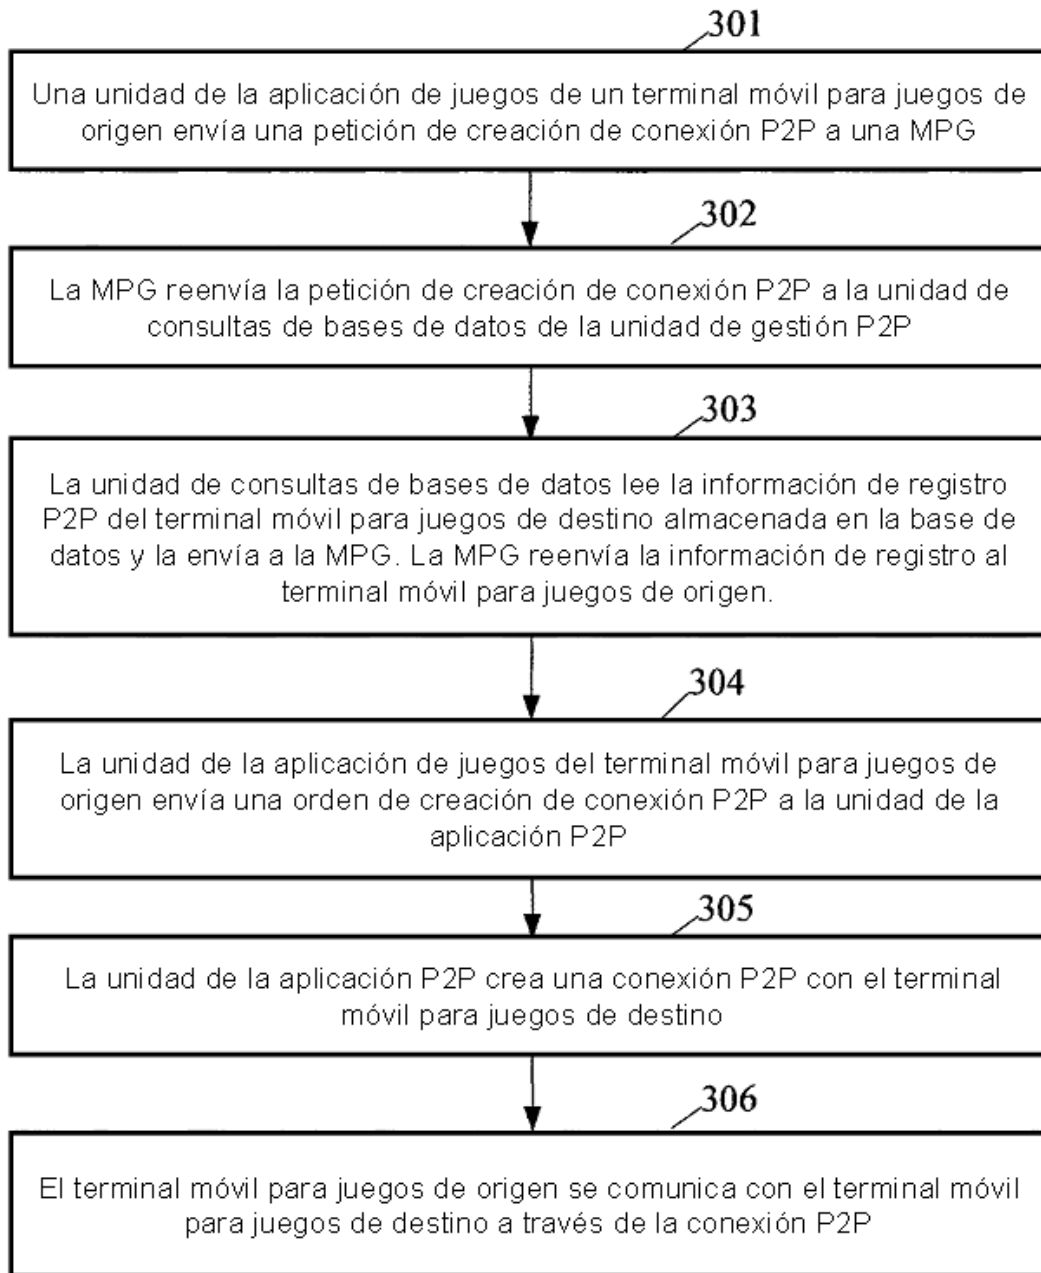 301
Una unidad de la aplicación de juegos de un terminal móvil para juegos de
origen envía una petición de creación de conexión P2P a una MPG
302
La MPG reenvía la petición de creación de conexión P2P a la unidad de
consultas de bases de datos de la unidad de gestión P2P
303
La unidad de consultas de bases de datos lee la información de registro
P2P del terminal móvil para juegos de destino almacenada en la base de
datos y la envía a la MPG. La MPG reenvía la información de registro al
terminal móvil para juegos de origen.
304
La unidad de la aplicación de juegos del terminal móvil para juegos de
origen envía una orden de creación de conexión P2P a la unidad de la
aplicación P2P
305
La unidad de la aplicación P2P crea una conexión P2P con el terminal
móvil para juegos de destino
306
El terminal móvil para juegos de origen se comunica con el terminal móvil
para juegos de destino a través de la conexión P2P